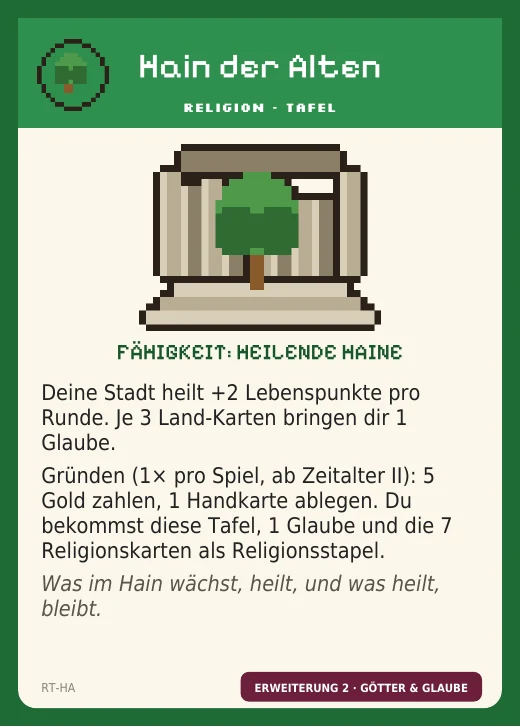 Hain der Alten
RELIGION · TAFEL
FÄHIGKEIT: HEILENDE HAINE
Deine Stadt heilt +2 Lebenspunkte pro
Runde. Je 3 Land-Karten bringen dir 1
Glaube.
Gründen (1× pro Spiel, ab Zeitalter II): 5
Gold zahlen, 1 Handkarte ablegen. Du
bekommst diese Tafel, 1 Glaube und die 7
Religionskarten als Religionsstapel.
Was im Hain wächst, heilt, und was heilt,
bleibt.
RT-HA
ERWEITERUNG 2 · GÖTTER & GLAUBE